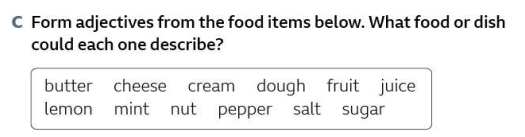 C Form adjectives from the food items below. What food or dish
could each one describe?
butter cheese cream dough fruit juice
lemon mint nut pepper salt sugar